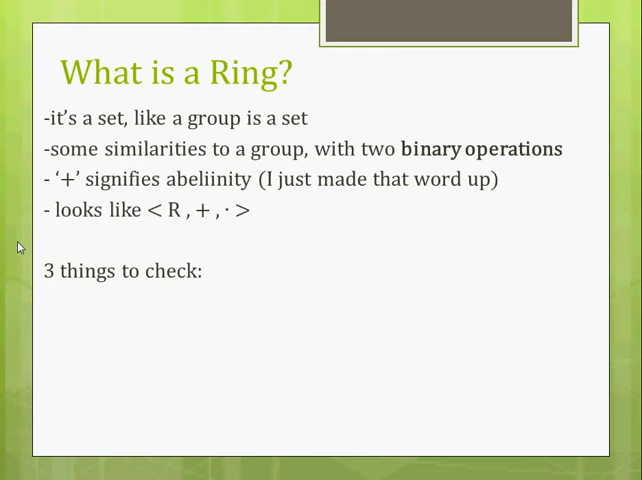 What is a Ring?
-it's a set, like a group is a set
-some similarities to a group, with two binary operations
- '+' signifies abeliinity (I just made that word up)
- looks like < R , + , · >
3 things to check: